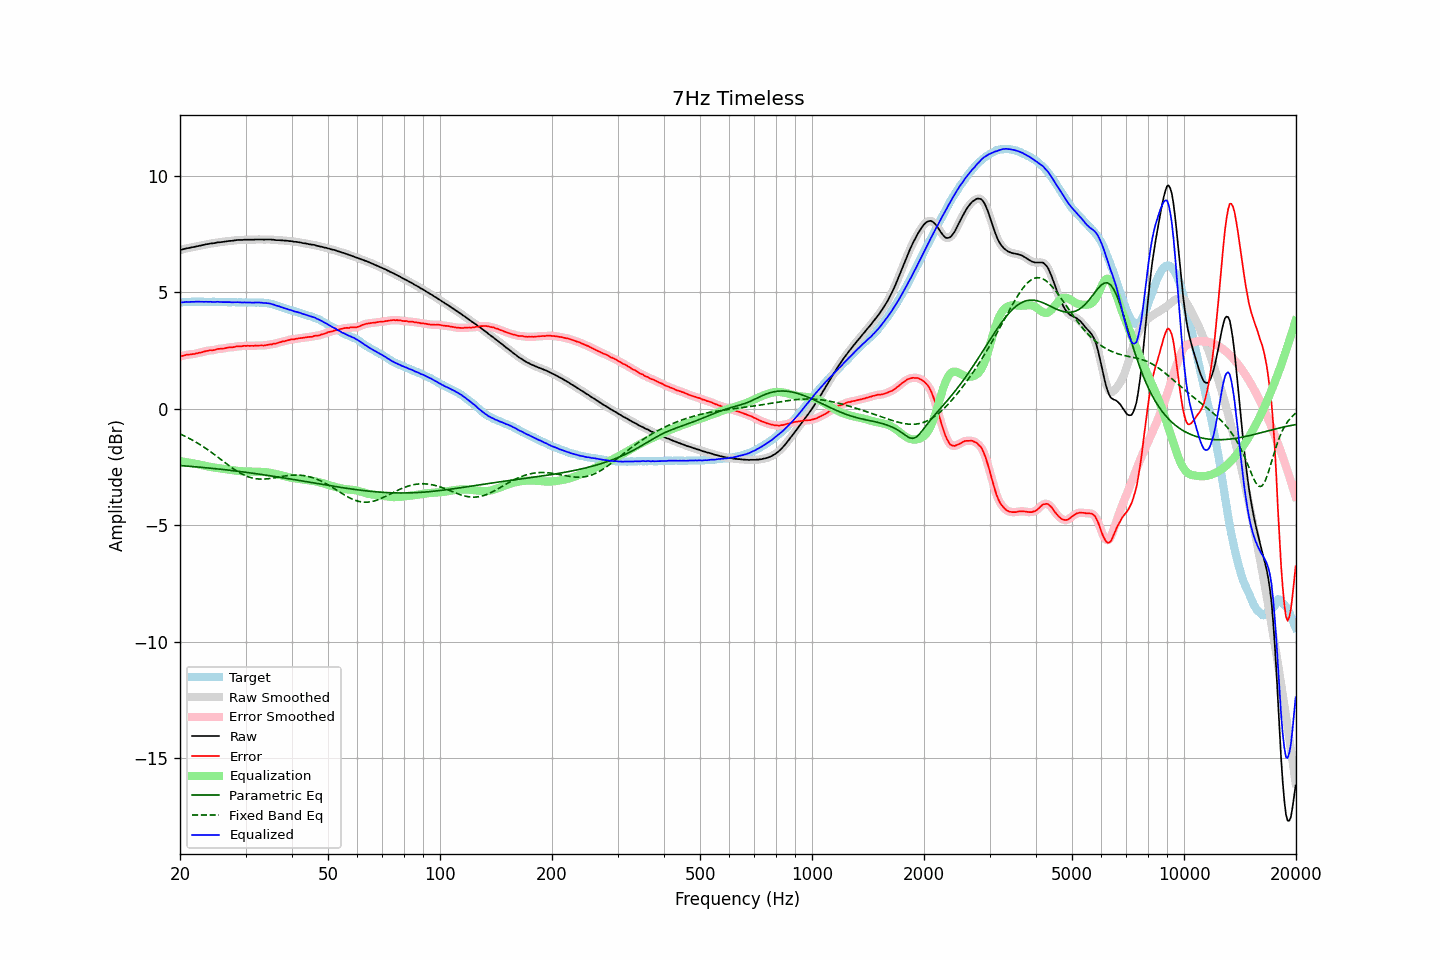 7Hz Timeless
Amplitude (dBr)
10
5
0
−5
−10
−15
Target
Raw Smoothed
Error Smoothed
Raw
Error
Equalization
Parametric Eq
Fixed Band Eq
Equalized
20 50 100 200 500 1000 2000 5000 10000 20000
Frequency (Hz)